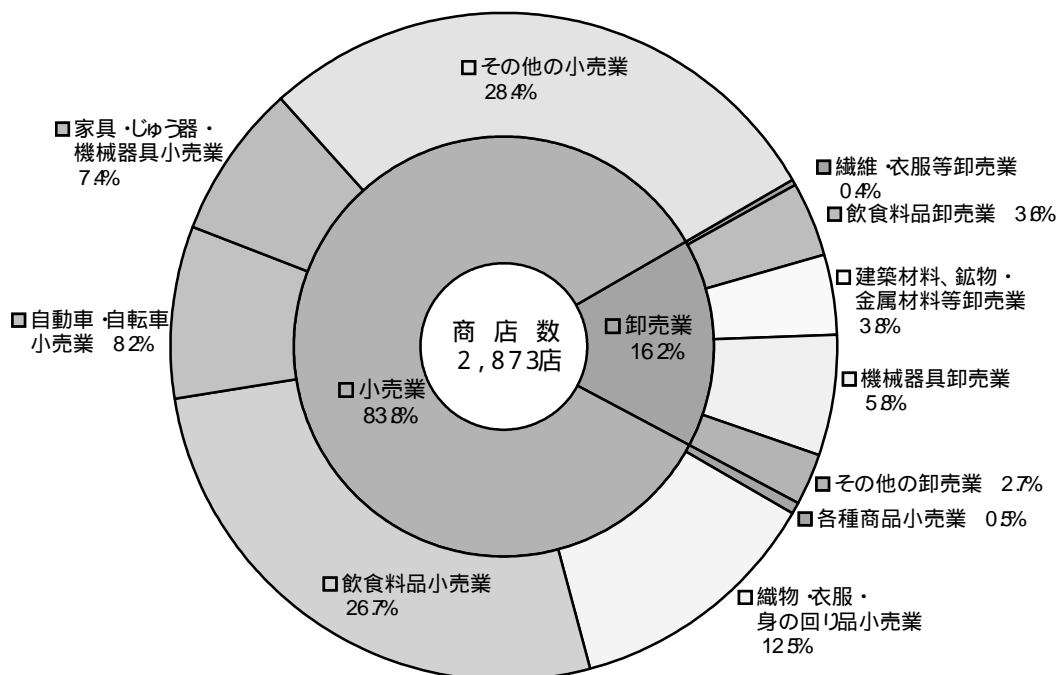 その他の小売業
28.4%
家具・じゅう器・
機械器具小売業
7.4%
繊維・衣服等卸売業
0.4%
飲食料品卸売業 3.6%
建築材料、鉱物・
金属材料等卸売業
3.8%
自動車・自転車
小売業 8.2%
商店数
2,873店
卸売業
16.2%
機械器具卸売業
5.8%
小売業
83.8%
その他の卸売業 2.7%
各種商品小売業 0.5%
飲食料品小売業
26.7%
織物・衣服・
身の回り品小売業
12.5%